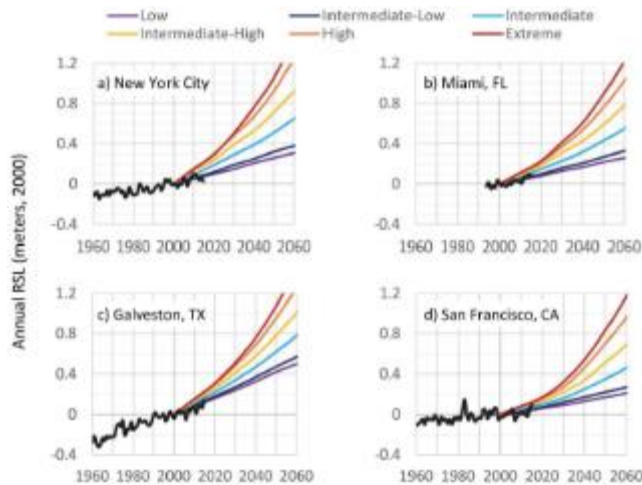 Low Intermediate-Low Intermediate
Intermediate-High High Extreme
Annual RSL (meters, 2000)
1.2
a) New York City
0.8
0.4
0
-0.4
1960 1980 2000 2020 2040 2060
1.2
b) Miami, FL
0.8
0.4
0
-0.4
1960 1980 2000 2020 2040 2060
1.2
c) Galveston, TX
0.8
0.4
0
-0.4
1960 1980 2000 2020 2040 2060
1.2
d) San Francisco, CA
0.8
0.4
0
-0.4
1960 1980 2000 2020 2040 2060